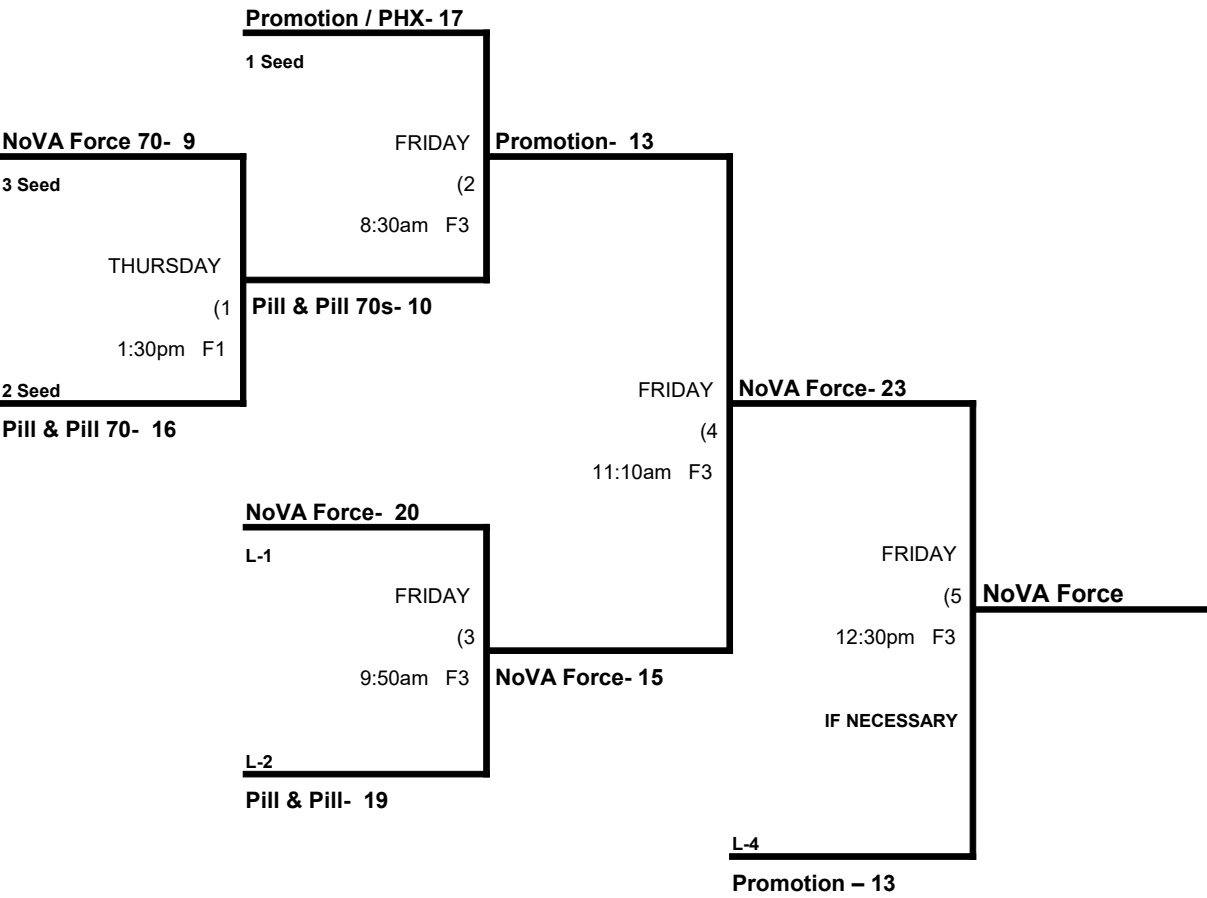 Promotion / PHX- 17
1 Seed
NoVA Force 70-  9
FRIDAY
Promotion-  13
3 Seed
(2
8:30am   F3
THURSDAY
(1
Pill & Pill 70s- 10
1:30pm   F1
2 Seed
FRIDAY
NoVA Force- 23
Pill & Pill 70-  16
(4
11:10am   F3
NoVA Force-  20
L-1
FRIDAY
FRIDAY
(5
NoVA Force
(3
12:30pm   F3
9:50am   F3
NoVA Force- 15
IF NECESSARY
L-2
Pill & Pill-  19
L-4
Promotion – 13